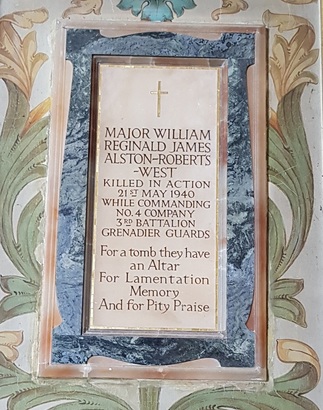 MAJOR WILLIAM
REGINALD JAMES
ALSTON-ROBERTS
-WEST
KILLED IN ACTION
21ST MAY 1940
WHILE COMMANDING
NO. 4 COMPANY
3RD BATTALION
GRENADIER GUARDS
For a tomb they have
an Altar
For Lamentation
Memory
And for Pity Praise